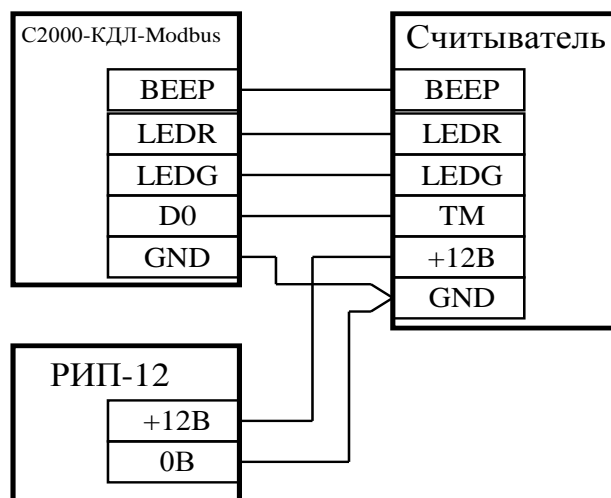 С2000-КДЛ-Modbus
BEEP
LEDR
LEDG
D0
GND
Считыватель
BEEP
LEDR
LEDG
TM
+12В
GND
РИП-12
+12В
0В